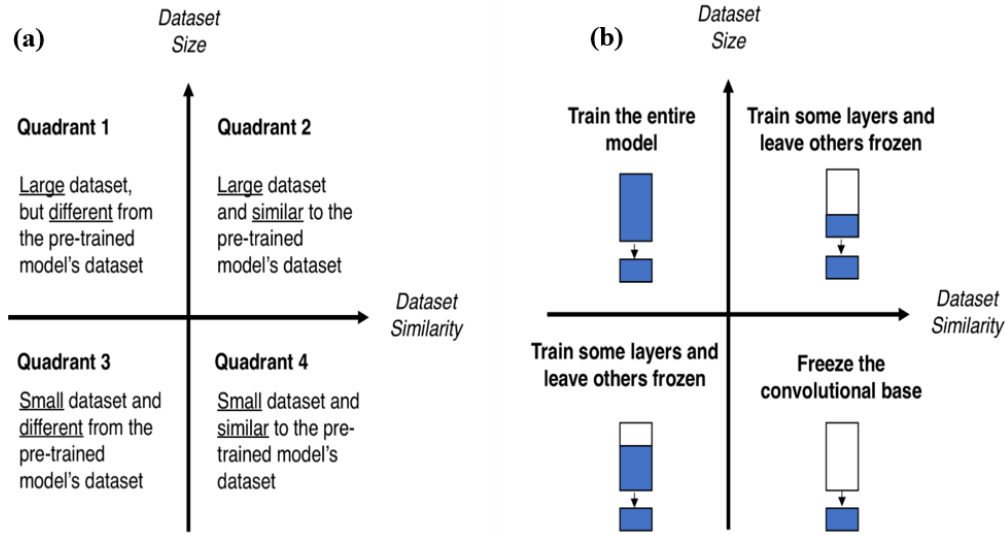 (a)
Dataset
Size
Quadrant 1
Large dataset,
but different from
the pre-trained
model's dataset
Quadrant 2
Large dataset
and similar to the
pre-trained
model's dataset
Dataset
Similarity
Quadrant 3
Small dataset and
different from the
pre-trained
model's dataset
Quadrant 4
Small dataset and
similar to the pre-
trained model's
dataset
(b)
Dataset
Size
Train the entire
model
Train some layers and
leave others frozen
Dataset
Similarity
Train some layers and
leave others frozen
Freeze the
convolutional base